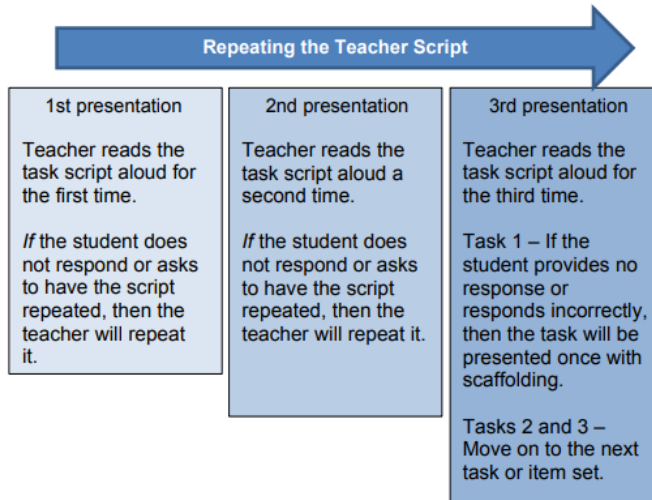 Repeating the Teacher Script
1st presentation
Teacher reads the
task script aloud for
the first time.
If the student does
not respond or asks
to have the script
repeated, then the
teacher will repeat
it.
2nd presentation
Teacher reads the
task script aloud a
second time.
If the student does
not respond or asks
to have the script
repeated, then the
teacher will repeat it.
3rd presentation
Teacher reads the
task script aloud for
the third time.
Task 1 – If the
student provides no
response or
responds incorrectly,
then the task will be
presented once with
scaffolding.
Tasks 2 and 3 –
Move on to the next
task or item set.